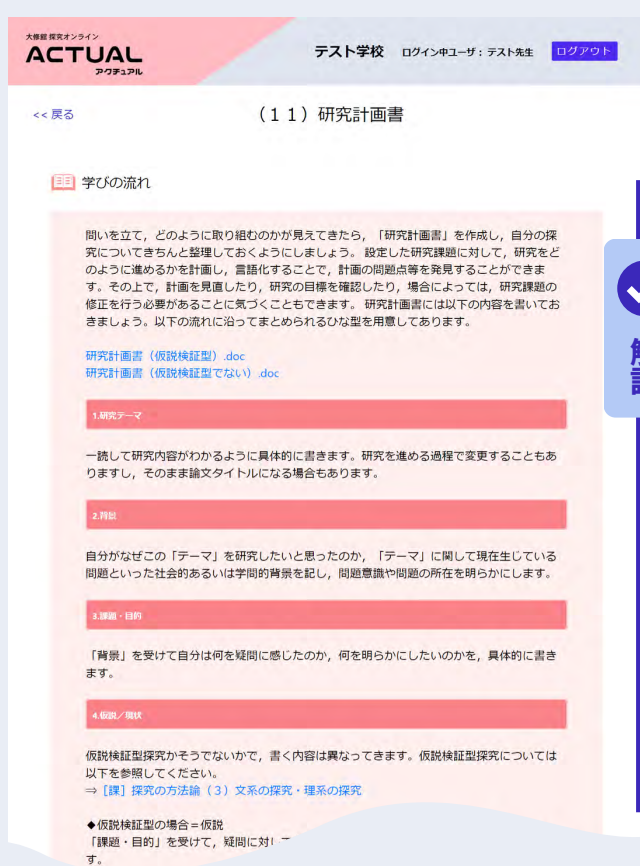 大修館 探究オンライン
ACTUAL
アクチュアル
テスト学校 ログイン中ユーザ : テスト先生 ログアウト
<< 戻る
（１１）研究計画書
学びの流れ
問いを立て，どのように取り組むのかが見えてきたら，「研究計画書」を作成し，自分の探
究についてきちんと整理しておくようにしましょう。 設定した研究課題に対して，研究をど
のように進めるかを計画し，言語化することで，計画の問題点等を発見することができま
す。その上で，計画を見直したり，研究の目標を確認したり，場合によっては，研究課題の
修正を行う必要があることに気づくこともできます。 研究計画書には以下の内容を書いてお
きましょう。以下の流れに沿ってまとめられるひな型を用意してあります。
研究計画書（仮説検証型）.doc
研究計画書（仮説検証型でない）.doc
1.研究テーマ
一読して研究内容がわかるように具体的に書きます。研究を進める過程で変更することもあ
りますし，そのまま論文タイトルになる場合もあります。
2.背景
自分がなぜこの「テーマ」を研究したいと思ったのか，「テーマ」に関して現在生じている
問題といった社会的あるいは学問的背景を記し，問題意識や問題の所在を明らかにします。
3.課題・目的
「背景」を受けて自分は何を疑問に感じたのか，何を明らかにしたいのかを，具体的に書き
ます。
4.仮説／現状
仮説検証型探究かそうでないかで，書く内容は異なってきます。仮説検証型探究については
以下を参照してください。
⇒［課］探究の方法論（３）文系の探究・理系の探究
◆仮説検証型の場合＝仮説
「課題・目的」を受けて，疑問に対し
す。